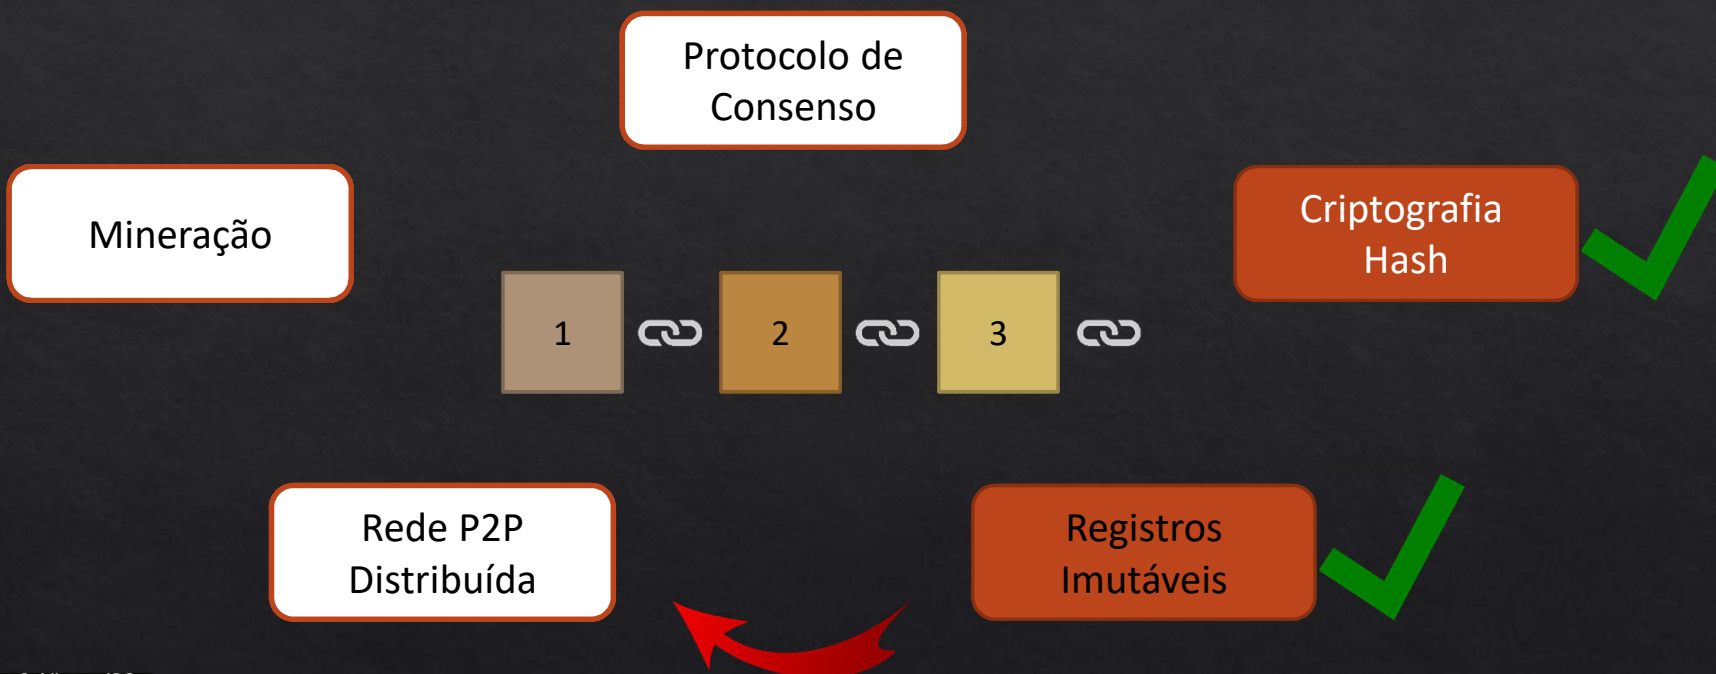 Protocolo de
Consenso
Mineração
Criptografia
Hash
1
2
3
Rede P2P
Distribuída
Registros
Imutáveis